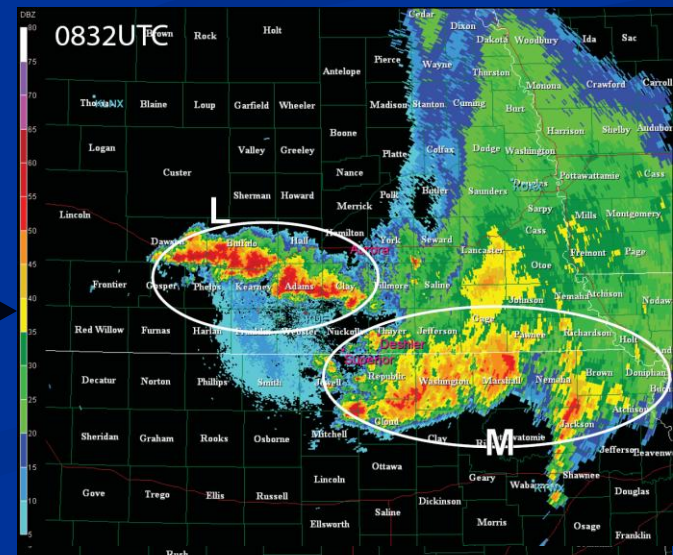 DBZ
80
75
70
65
60
55
50
45
40
35
30
25
20
15
10
5
0832UTC
Brown Rock Holt
Cedar Dixon
Dakota Woodbury Ida Sac
Antelope Pierce Wayne Thurston
Monona Crawford Carroll
Blaine Loup Garfield Wheeler
Madison Stanton Cuming Burt
Harrison Shelby Audubon
Logan Valley Greeley Boone
Platte Colfax Dodge Washington
Custer Nance
Douglas Pottawattamie Cass
Sherman Howard Merrick Polk Butler Saunders
Sarpy
Lincoln L
Mills Montgomery
Cass
Hamilton York Seward Lancaster
Buffalo Hall Aurora
Otoe Fremont Page
Frontier Gosper Phelps Kearney Adams Clay Fillmore Saline
Johnson Nemaha Atchison
Gage
Red Willow Furnas Harlan Franklin Webster Nuckolls Thayer Jefferson Pawnee Richardson Holt
Deshler
Superior
Decatur Norton Phillips Smith Jewell Republic Washington Marshall Nemaha Brown Doniphan
Atchison
Cloud
Jackson
Sheridan Graham Rooks Osborne Mitchell Clay M
Jefferson
Ottawa
Lincoln Geary Shawnee
Gove Trego Ellis Russell Dickinson Douglas
Saline
Ellsworth Morris Osage Franklin
Rush